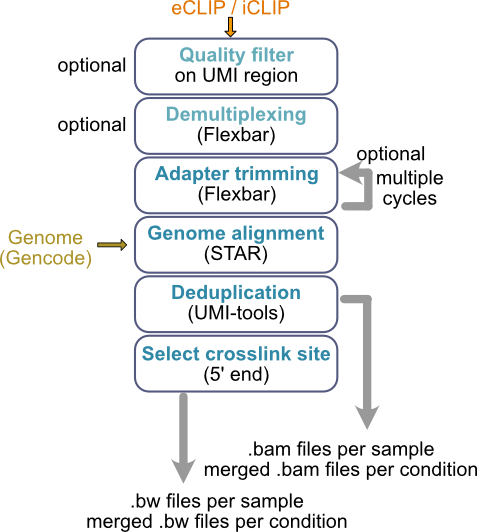 eCLIP / iCLIP
optional
Quality filter
on UMI region
optional
Demultiplexing
(Flexbar)
Adapter trimming
(Flexbar)
optional
multiple
cycles
Genome
(Gencode)
Genome alignment
(STAR)
Deduplication
(UMI-tools)
Select crosslink site
(5' end)
.bam files per sample
merged .bam files per condition
.bw files per sample
merged .bw files per condition